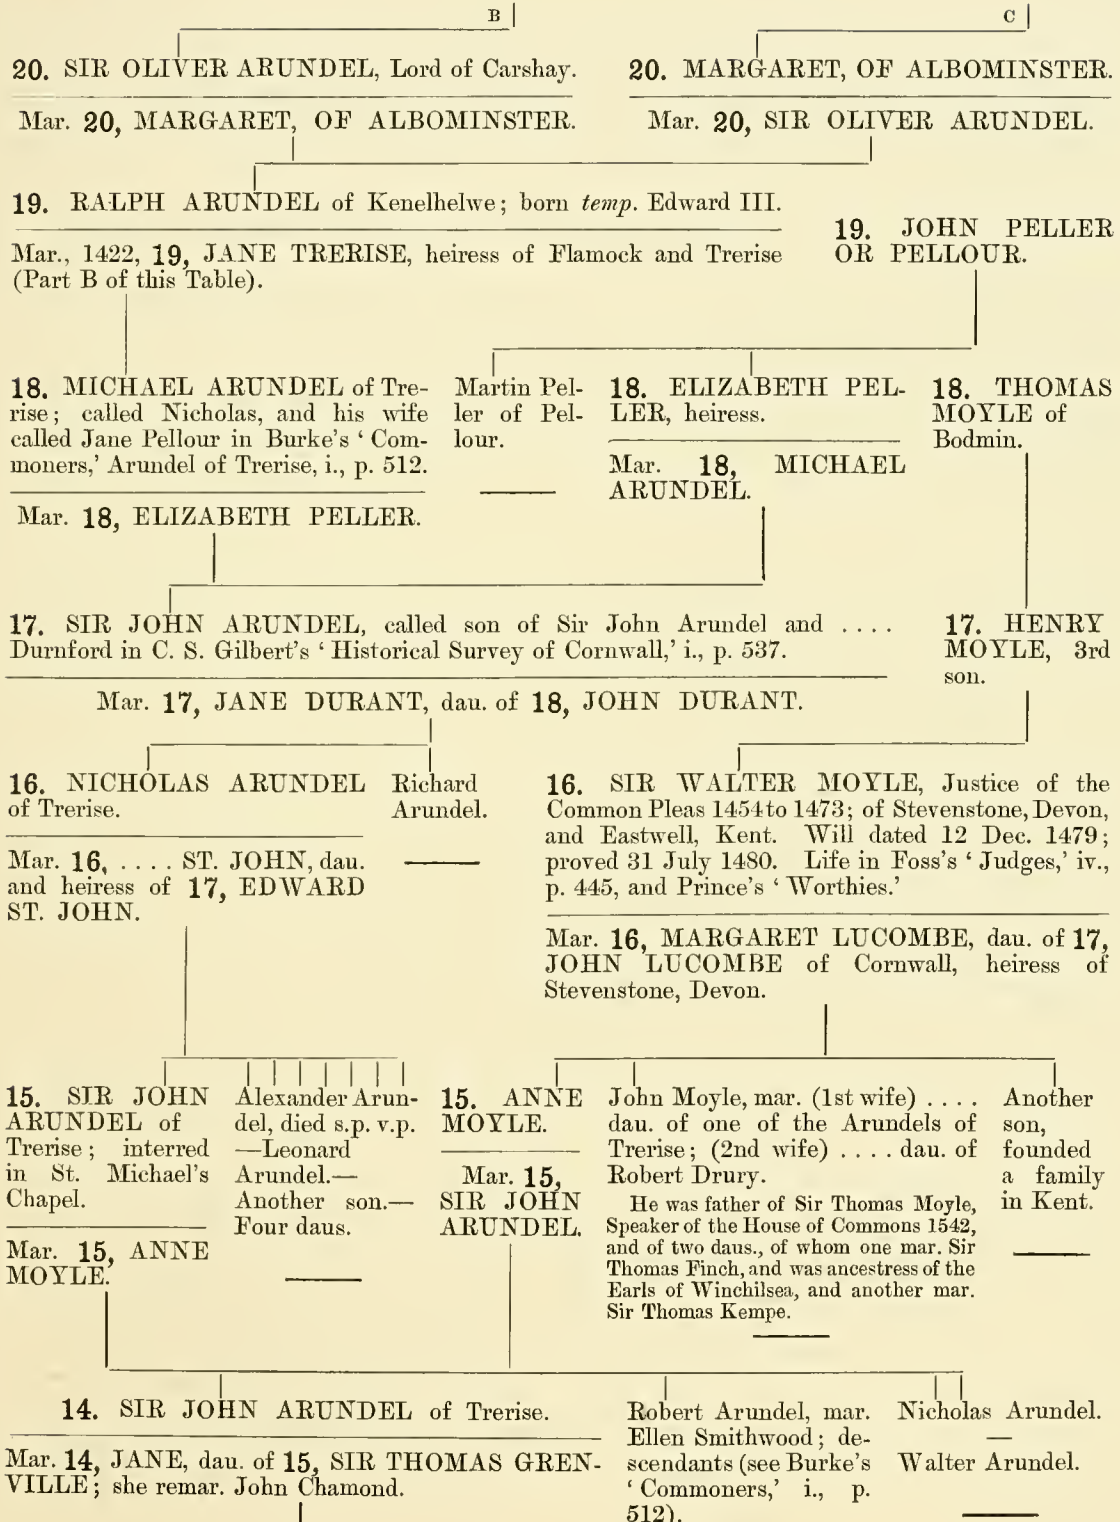 B
C
20. SIR OLIVER ARUNDEL, Lord of Carshay.
Mar. 20, MARGARET, OF ALBOMINSTER.
20. MARGARET, OF ALBOMINSTER.
Mar. 20, SIR OLIVER ARUNDEL.
19. RALPH ARUNDEL of Kenelhelwe; born temp. Edward III.
Mar., 1422, 19, JANE TRERISE, heiress of Flamock and Trerise
(Part B of this Table).
19. JOHN PELLER
OR PELLOUR.
18. MICHAEL ARUNDEL of Tre-
rise; called Nicholas, and his wife
called Jane Pellour in Burke's ‘ Com-
moners,’ Arundel of Trerise, i., p. 512.
Mar. 18, ELIZABETH PELLER.
Martin Pel-
ler of Pel-
lour.
18. ELIZABETH PEL-
LER, heiress.
Mar. 18, MICHAEL
ARUNDEL.
18. THOMAS
MOYLE of
Bodmin.
17. SIR JOHN ARUNDEL, called son of Sir John Arundel and ....
Durnford in C. S. Gilbert's ‘ Historical Survey of Cornwall,’ i., p. 537.
Mar. 17, JANE DURANT, dau. of 18, JOHN DURANT.
17. HENRY
MOYLE, 3rd
son.
16. NICHOLAS ARUNDEL
of Trerise.
Mar. 16, .... ST. JOHN, dau.
and heiress of 17, EDWARD
ST. JOHN.
Richard
Arundel.
16. SIR WALTER MOYLE, Justice of the
Common Pleas 1454 to 1473; of Stevenstone, Devon,
and Eastwell, Kent. Will dated 12 Dec. 1479;
proved 31 July 1480. Life in Foss's ‘ Judges,’ iv.,
p. 445, and Prince's ‘ Worthies.’
Mar. 16, MARGARET LUCOMBE, dau. of 17,
JOHN LUCOMBE of Cornwall, heiress of
Stevenstone, Devon.
15. SIR JOHN
ARUNDEL of
Trerise; interred
in St. Michael's
Chapel.
Mar. 15, ANNE
MOYLE.
Alexander Arun-
del, died s.p. v.p.
—Leonard
Arundel.—
Another son.—
Four daus.
15. ANNE
MOYLE.
Mar. 15,
SIR JOHN
ARUNDEL.
John Moyle, mar. (1st wife) ....
dau. of one of the Arundels of
Trerise; (2nd wife) .... dau. of
Robert Drury.
He was father of Sir Thomas Moyle,
Speaker of the House of Commons 1542,
and of two daus., of whom one mar. Sir
Thomas Finch, and was ancestress of the
Earls of Winchilsea, and another mar.
Sir Thomas Kempe.
Another
son,
founded
a family
in Kent.
14. SIR JOHN ARUNDEL of Trerise.
Mar. 14, JANE, dau. of 15, SIR THOMAS GREN-
VILLE; she remar. John Chamond.
Robert Arundel, mar.
Ellen Smithwood; de-
scendants (see Burke's
‘ Commoners,’ i., p.
512).
Nicholas Arundel.
—
Walter Arundel.